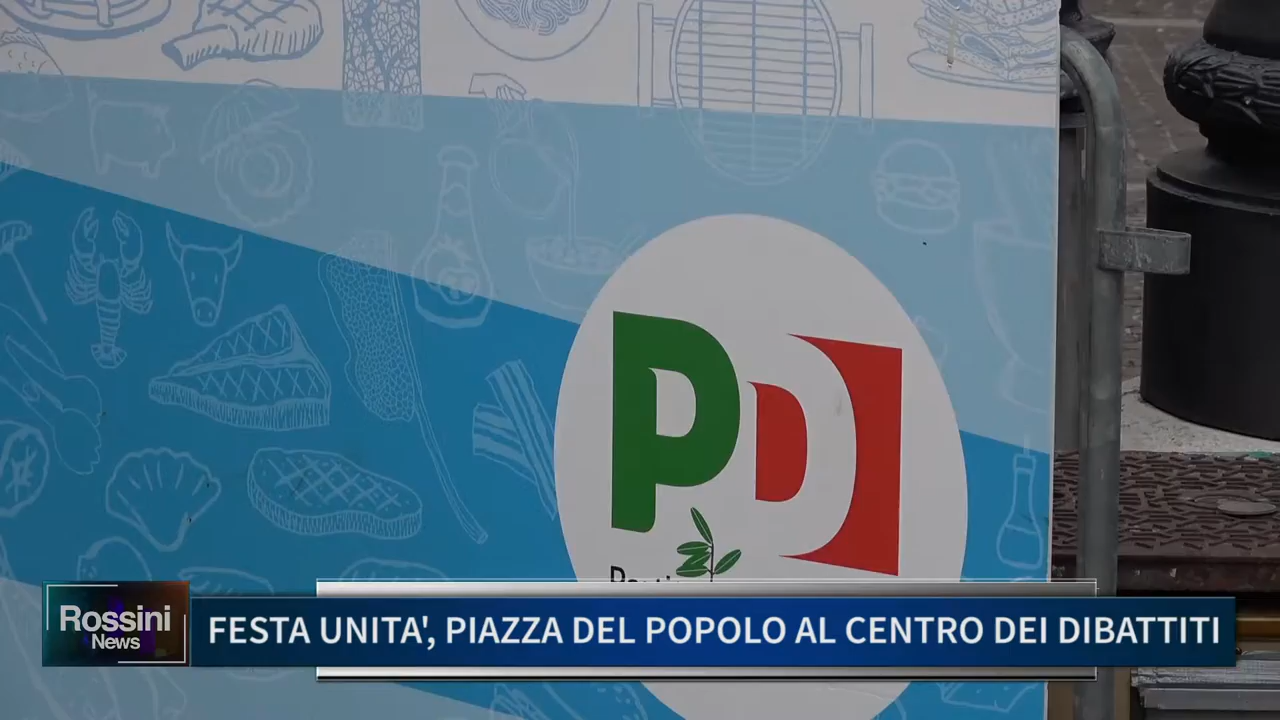 PD
Rossini
News
FESTA UNITA', PIAZZA DEL POPOLO AL CENTRO DEI DIBATTITI